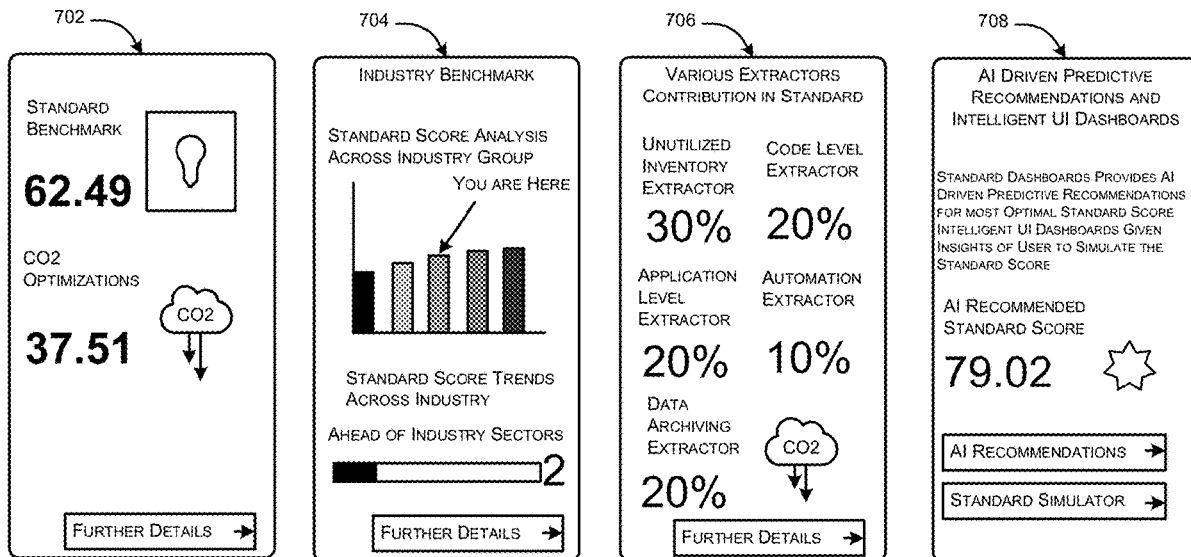 702
STANDARD
BENCHMARK
62.49
CO2
OPTIMIZATIONS
CO2
37.51
FURTHER DETAILS
704
INDUSTRY BENCHMARK
STANDARD SCORE ANALYSIS
ACROSS INDUSTRY GROUP
YOU ARE HERE
STANDARD SCORE TRENDS
ACROSS INDUSTRY
AHEAD OF INDUSTRY SECTORS
2
FURTHER DETAILS
706
VARIOUS EXTRACTORS
CONTRIBUTION IN STANDARD
UNUTILIZED
INVENTORY
EXTRACTOR
30%
CODE LEVEL
EXTRACTOR
20%
APPLICATION
LEVEL
EXTRACTOR
20%
AUTOMATION
EXTRACTOR
10%
DATA
ARCHIVING
EXTRACTOR
20%
CO2
FURTHER DETAILS
708
AI DRIVEN PREDICTIVE
RECOMMENDATIONS AND
INTELLIGENT UI DASHBOARDS
STANDARD DASHBOARDS PROVIDES AI
DRIVEN PREDICTIVE RECOMMENDATIONS
FOR MOST OPTIMAL STANDARD SCORE
INTELLIGENT UI DASHBOARDS GIVEN
INSIGHTS OF USER TO SIMULATE THE
STANDARD SCORE
AI RECOMMENDED
STANDARD SCORE
79.02
AI RECOMMENDATIONS
STANDARD SIMULATOR